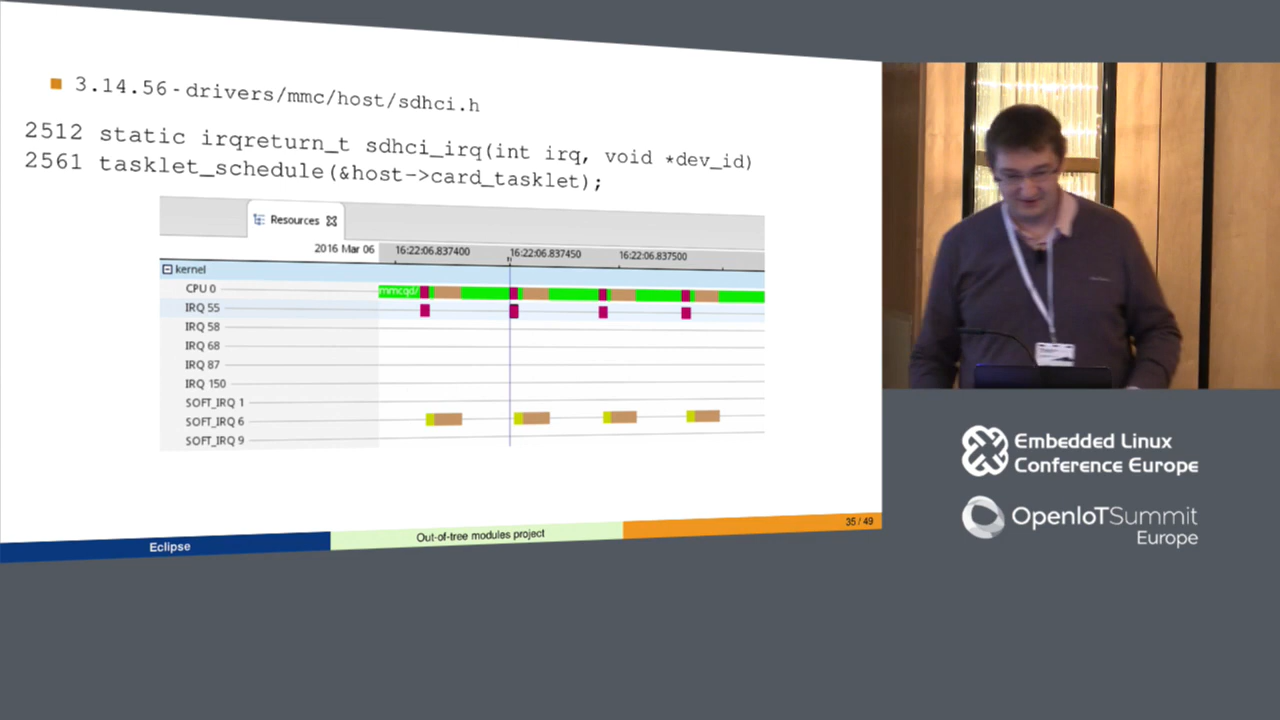 3.14.56 - drivers/mmc/host/sdhci.h
2512 static irqreturn_t sdhci_irq(int irq, void *dev_id)
2561 tasklet_schedule(&host->card_tasklet);
Resources
2016 Mar 06 16:22:06.837400 16:22:06.837450 16:22:06.837500
kernel
CPU 0 mmcqd/
IRQ 55
IRQ 58
IRQ 68
IRQ 87
IRQ 150
SOFT_IRQ 1
SOFT_IRQ 6
SOFT_IRQ 9
Eclipse
Out-of-tree modules project
35 / 49
Embedded Linux
Conference Europe
OpenIoTSummit
Europe